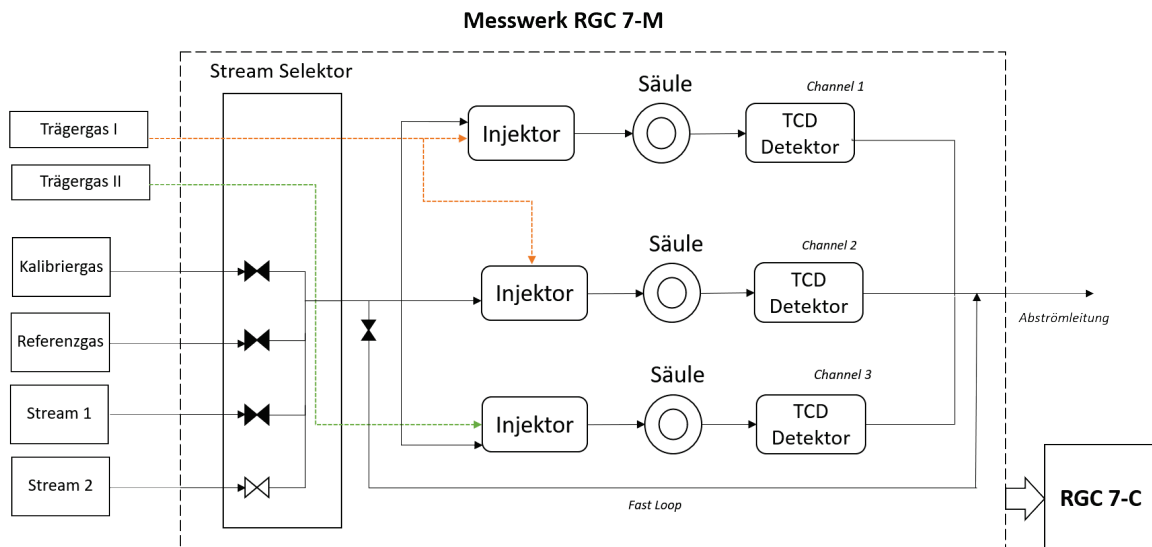 Messwerk RGC 7-M
Stream Selektor
Trägergas I
Trägergas II
Kalibriergas
Referenzgas
Stream 1
Stream 2
Injektor
Säule
Channel 1
TCD
Detektor
Injektor
Säule
Channel 2
TCD
Detektor
Injektor
Säule
Channel 3
TCD
Detektor
Abströmleitung
Fast Loop
RGC 7-C